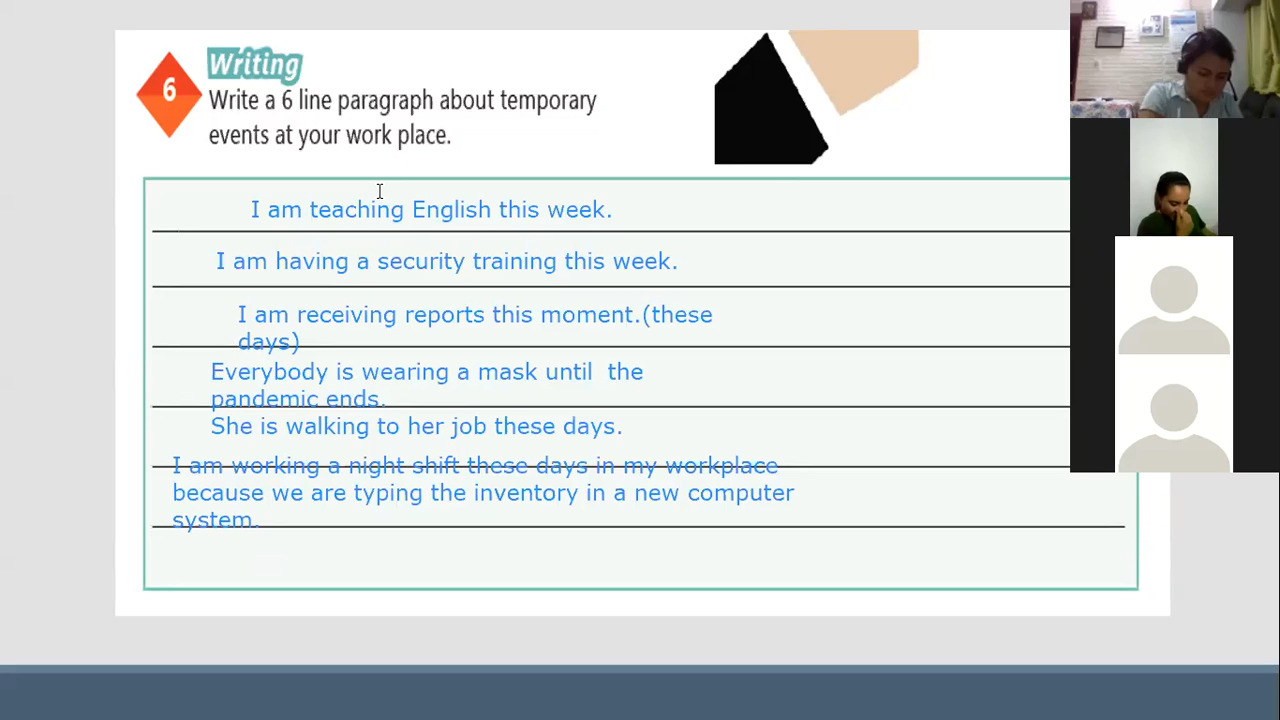 6
Writing
Write a 6 line paragraph about temporary
events at your work place.
I am teaching English this week.
I am having a security training this week.
I am receiving reports this moment.(these
days)
Everybody is wearing a mask until  the
pandemic ends.
She is walking to her job these days.
I am working a night shift these days in my workplace
because we are typing the inventory in a new computer
system.